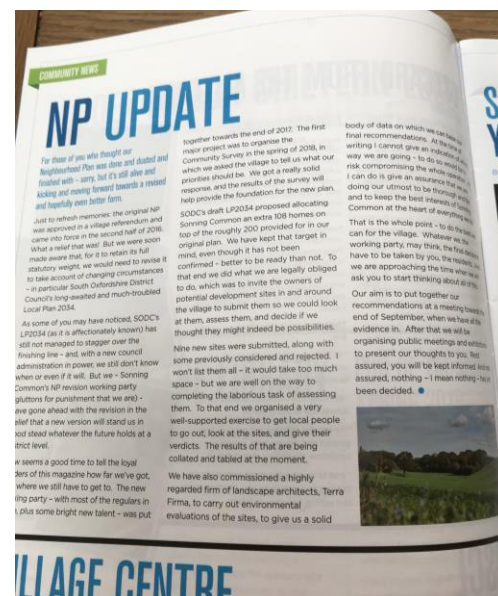 COMMUNITY NEWS
NP UPDATE
For those of you who thought our
Neighbourhood Plan was done and dusted and
finished with – sorry, but it's still alive and
kicking and moving forward towards a revised
and hopefully even better form.
Just to refresh memories: the original NP
was approved in a village referendum and
came into force in the second half of 2016.
What a relief that was! But we were soon
made aware that, for it to retain its full
statutory weight, we would need to revise it
to take account of changing circumstances
– in particular South Oxfordshire District
Council's long-awaited and much-troubled
Local Plan 2034.
As some of you may have noticed, SODC's
LP2034 (as it is affectionately known) has
still not managed to stagger over the
finishing line – and, with a new council
administration in power, we still don't know
when or even if it will. But we – Sonning
Common's NP revision working party
(gluttons for punishment that we are) –
have gone ahead with the revision in the
belief that a new version will stand us in
good stead whatever the future holds at a
district level.
seems a good time to tell the loyal
of this magazine how far we've got,
where we still have to get to. The new
party – with most of the regulars in
plus some bright new talent – was put
together towards the end of 2017. The first
major project was to organise the
Community Survey in the spring of 2018, in
which we asked the village to tell us what our
priorities should be. We got a really solid
response, and the results of the survey will
help provide the foundation for the new plan.
SODC's draft LP2034 proposed allocating
Sonning Common an extra 108 homes on
top of the roughly 200 provided for in our
original plan. We have kept that target in
mind, even though it has not been
confirmed – better to be ready than not. To
that end we did what we are legally obliged
to do, which was to invite the owners of
potential development sites in and around
the village to submit them so we could look
at them, assess them, and decide if we
thought they might indeed be possibilities.
Nine new sites were submitted, along with
some previously considered and rejected. I
won't list them all – it would take too much
space – but we are well on the way to
completing the laborious task of assessing
them. To that end we organised a very
well-supported exercise to get local people
to go out, look at the sites, and give their
verdicts. The results of that are being
collated and tabled at the moment.
We have also commissioned a highly
regarded firm of landscape architects, Terra
Firma, to carry out environmental
evaluations of the sites, to give us a solid
body of data on which we can base
final recommendations. At the time of
writing I cannot give an indication of
way we are going – to do so would
risk compromising the whole
I can do is give an assurance that we
doing our utmost to be thorough and
and to keep the best interests of
Common at the heart of everything
That is the whole point – to do the best
can for the village. Whatever we, the
working party, may think, the final
have to be taken by you, the residents,
we are approaching the time when we
ask you to start thinking about all
Our aim is to put together our
recommendations at a meeting towards
end of September, when we have all the
evidence in. After that we will be
organising public meetings and
to present our thoughts to you. Rest
assured, you will be kept informed.
assured, nothing – I mean nothing –
been decided.
VILLAGE CENTRE